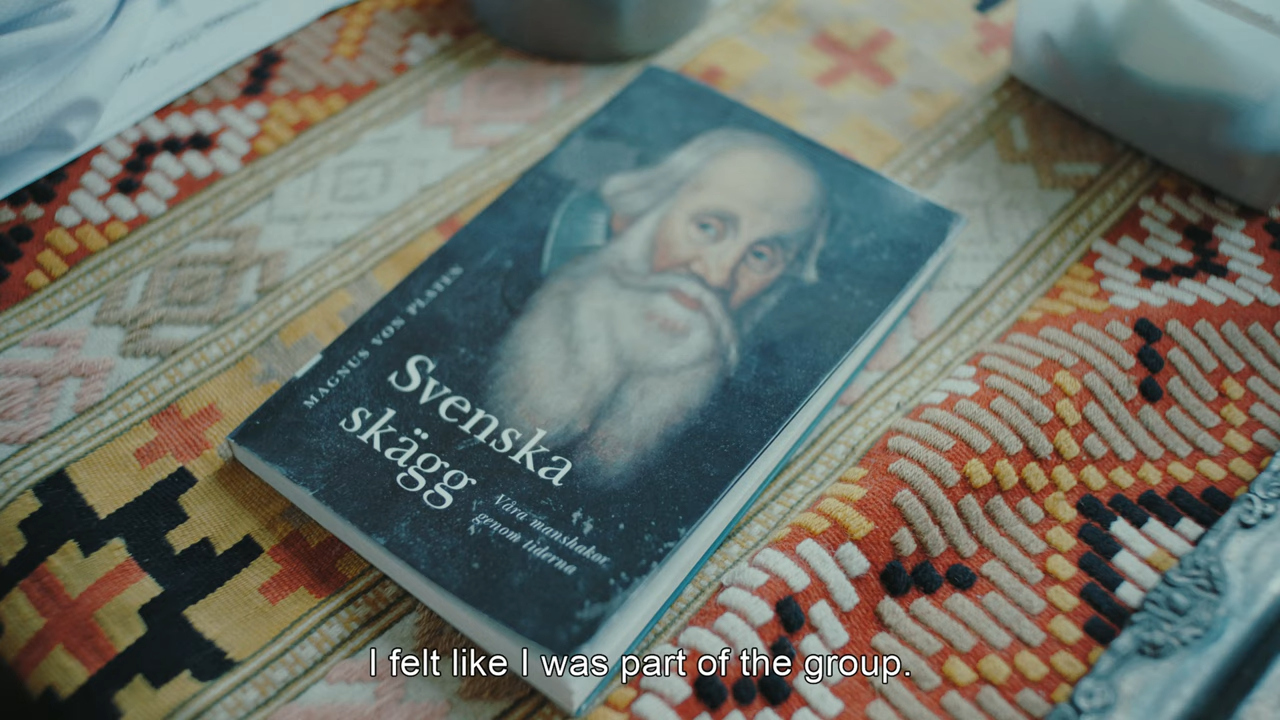 MAGNUS VON PLATEN
Svenska
skägg
Våra manshakor
genom tiderna
I felt like I was part of the group.